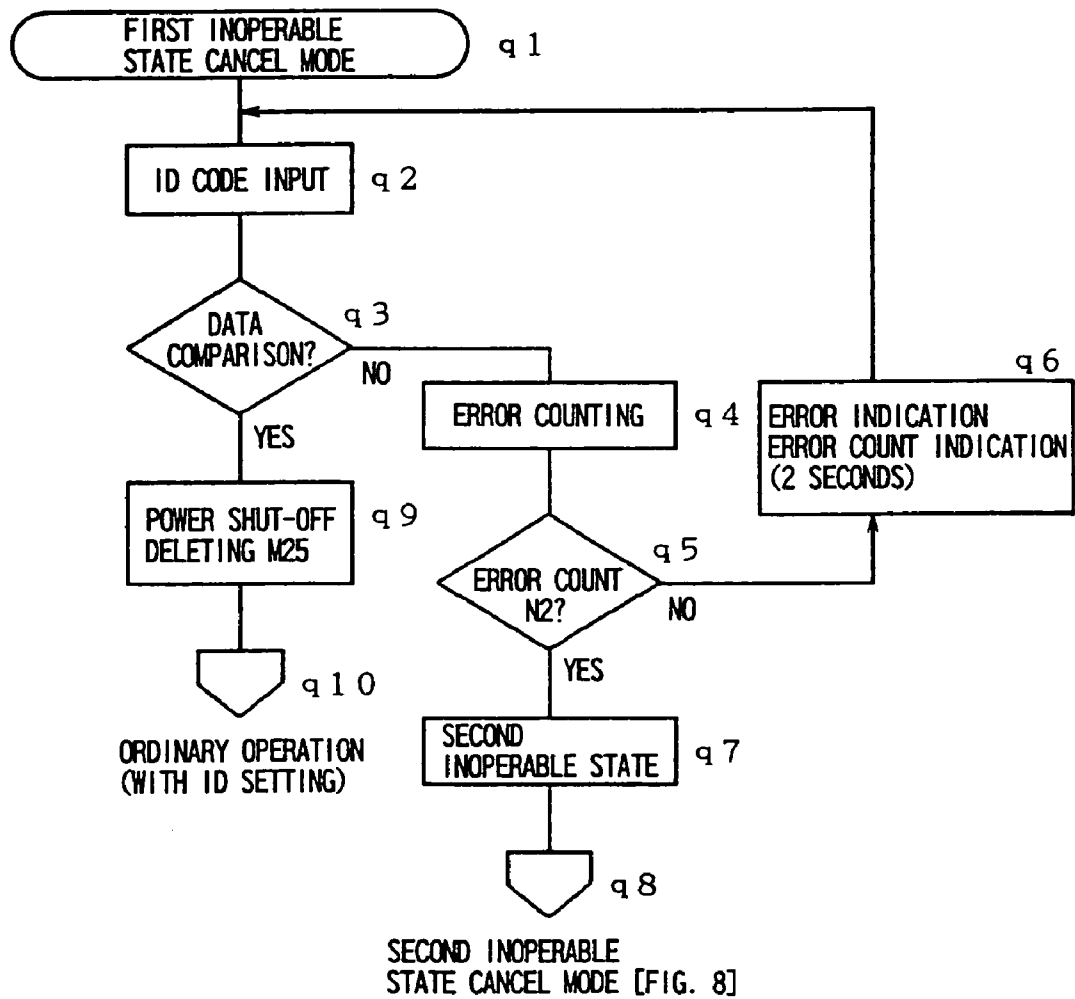 FIRST INOPERABLE
STATE CANCEL MODE
q1
ID CODE INPUT
q2
DATA
COMPARISON?
q3
NO
YES
ERROR COUNTING
q4
q6
ERROR INDICATION
ERROR COUNT INDICATION
(2 SECONDS)
POWER SHUT-OFF
DELETING M25
q9
ERROR COUNT
N2?
q5
NO
YES
q10
ORDINARY OPERATION
(WITH ID SETTING)
SECOND
INOPERABLE STATE
q7
q8
SECOND INOPERABLE
STATE CANCEL MODE [FIG. 8]